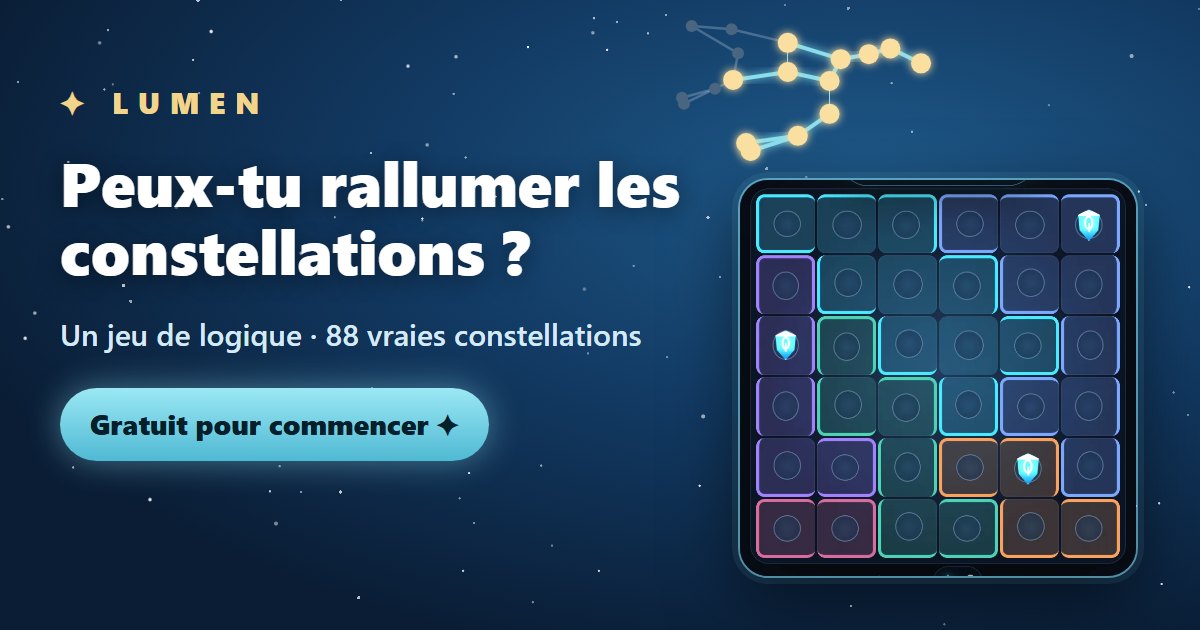 ✦ LUMEN
Peux-tu rallumer les
constellations ?
Un jeu de logique · 88 vraies constellations
Gratuit pour commencer ✦